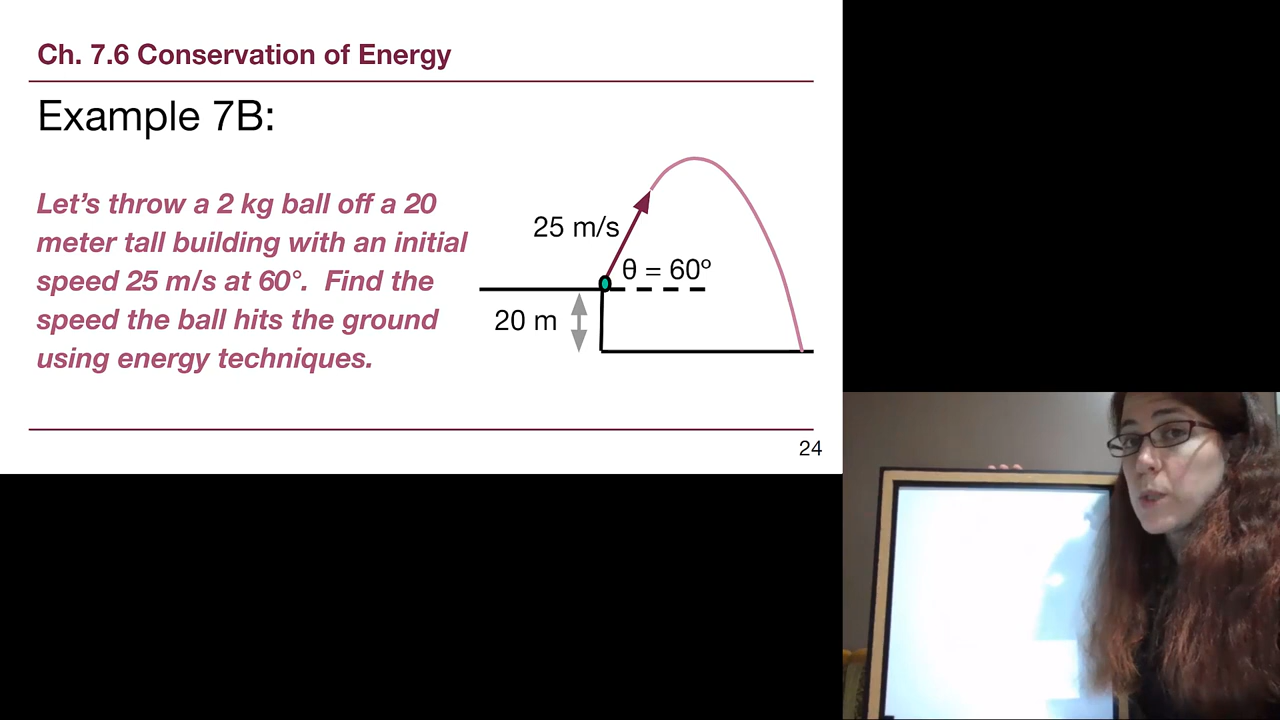 Ch. 7.6 Conservation of Energy
Example 7B:
Let’s throw a 2 kg ball off a 20
meter tall building with an initial
speed 25 m/s at 60°.  Find the
speed the ball hits the ground
using energy techniques.
25 m/s
θ = 60º
20 m
24